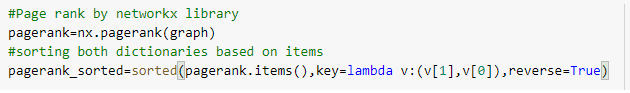 #Page rank by networkx library
pagerank=nx.pagerank(graph)
#sorting both dictionaries based on items
pagerank_sorted=sorted(pagerank.items(),key=lambda v:(v[1],v[0]),reverse=True)